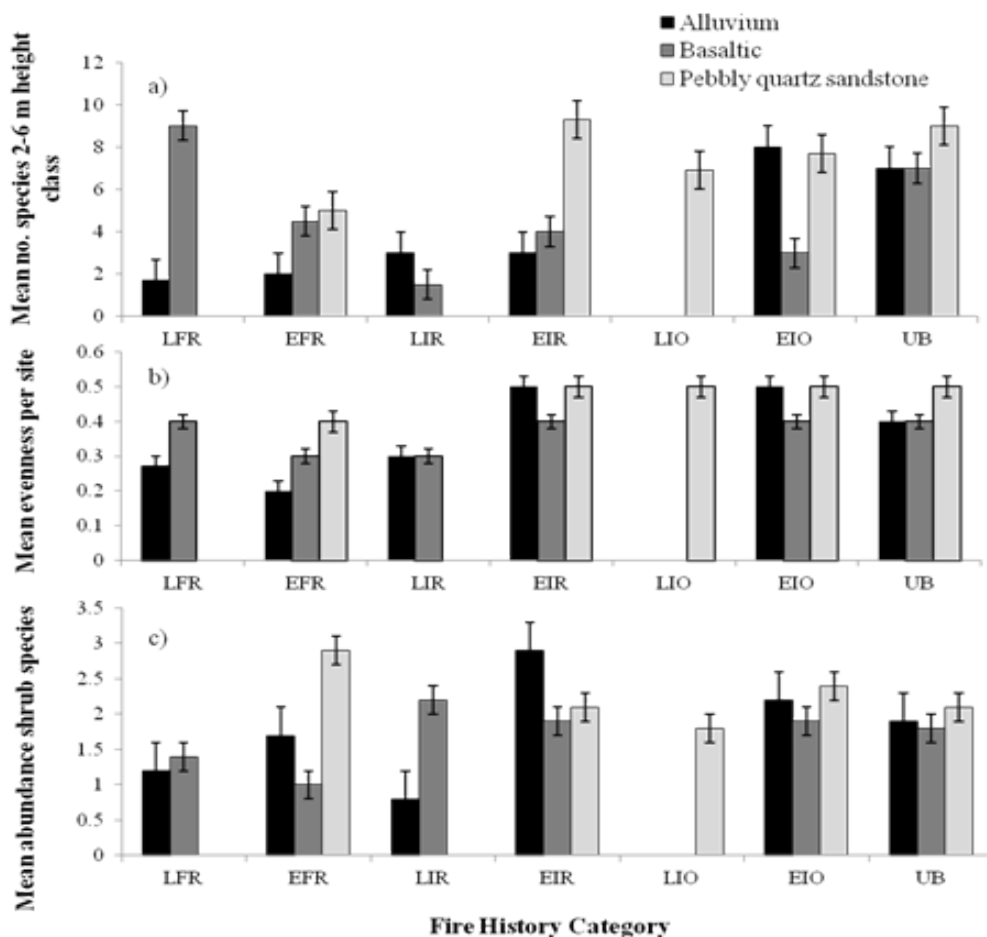 Alluvium
Basaltic
Pebbly quartz sandstone
Mean no. species 2-6 m height
class
a)
12
10
8
6
4
2
0
LFR EFR LIR EIR LIO EIO UB
Mean evenness per site
b)
0.6
0.5
0.4
0.3
0.2
0.1
0
LFR EFR LIR EIR LIO EIO UB
Mean abundance shrub species
c)
3.5
3
2.5
2
1.5
1
0.5
0
LFR EFR LIR EIR LIO EIO UB
Fire History Category